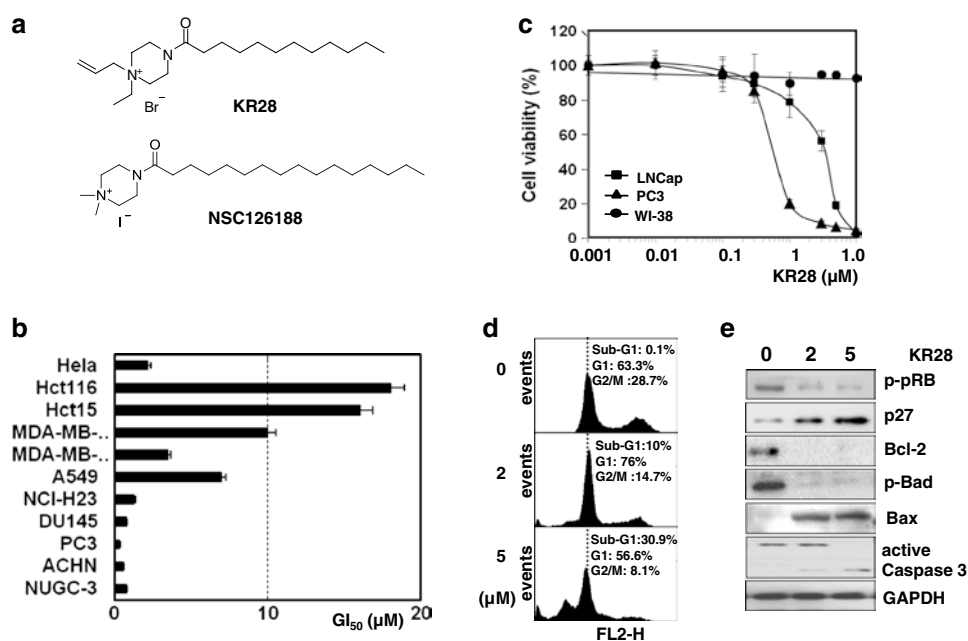 a
O
N
N+
Br−
KR28
O
N
N+
I−
NSC126188
b
Hela
Hct116
Hct15
MDA-MB-..
MDA-MB-..
A549
NCI-H23
DU145
PC3
ACHN
NUGC-3
0 10 20
GI50 (μM)
c
Cell viability (%)
120
100
80
60
40
20
0
LNCap
PC3
WI-38
0.001 0.01 0.1 1 1.0
KR28 (μM)
d
0
events
Sub-G1: 0.1%
G1: 63.3%
G2/M :28.7%
2
events
Sub-G1:10%
G1: 76%
G2/M :14.7%
5
(μM)
events
Sub-G1:30.9%
G1: 56.6%
G2/M: 8.1%
FL2-H
e
0 2 5 KR28
p-pRB
p27
Bcl-2
p-Bad
Bax
active
Caspase 3
GAPDH